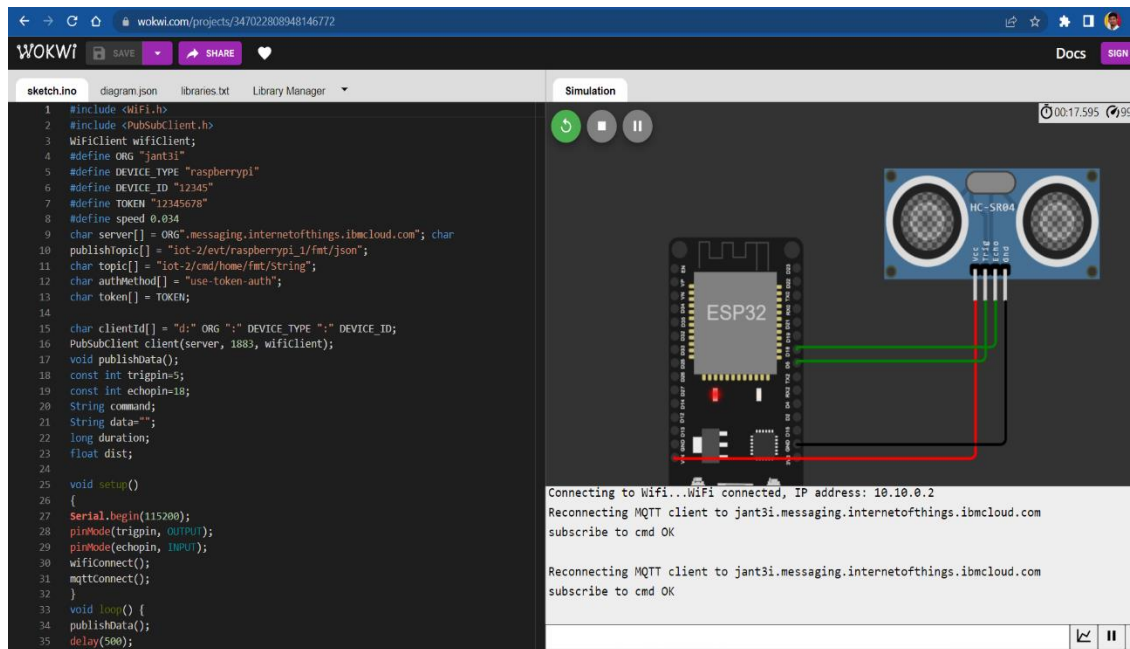 wokwi.com/projects/347022808948146772
WOKWi SAVE SHARE Docs SIGN
sketch.ino diagram.json libraries.txt Library Manager
1 #include <WiFi.h>
2 #include <PubSubClient.h>
3 WiFiClient wifiClient;
4 #define ORG "jant3i"
5 #define DEVICE_TYPE "raspberrypi"
6 #define DEVICE_ID "12345"
7 #define TOKEN "12345678"
8 #define speed 0.034
9 char server[] = ORG".messaging.internetofthings.ibmcloud.com"; char
10 publishTopic[] = "iot-2/evt/raspberrypi_1/fmt/json";
11 char topic[] = "iot-2/cmd/home/fmt/String";
12 char authMethod[] = "use-token-auth";
13 char token[] = TOKEN;
14
15 char clientId[] = "d:" ORG ":" DEVICE_TYPE ":" DEVICE_ID;
16 PubSubClient client(server, 1883, wifiClient);
17 void publishData();
18 const int trigpin=5;
19 const int echopin=18;
20 String command;
21 String data="";
22 long duration;
23 float dist;
24
25 void setup()
26 {
27 Serial.begin(115200);
28 pinMode(trigpin, OUTPUT);
29 pinMode(echopin, INPUT);
30 wifiConnect();
31 mqttConnect();
32 }
33 void loop() {
34 publishData();
35 delay(500);
Simulation
00:17.595 99
HC-SR04
Vcc
Trig
Echo
Gnd
ESP32
Connecting to Wifi...WiFi connected, IP address: 10.10.0.2
Reconnecting MQTT client to jant3i.messaging.internetofthings.ibmcloud.com
subscribe to cmd OK
Reconnecting MQTT client to jant3i.messaging.internetofthings.ibmcloud.com
subscribe to cmd OK